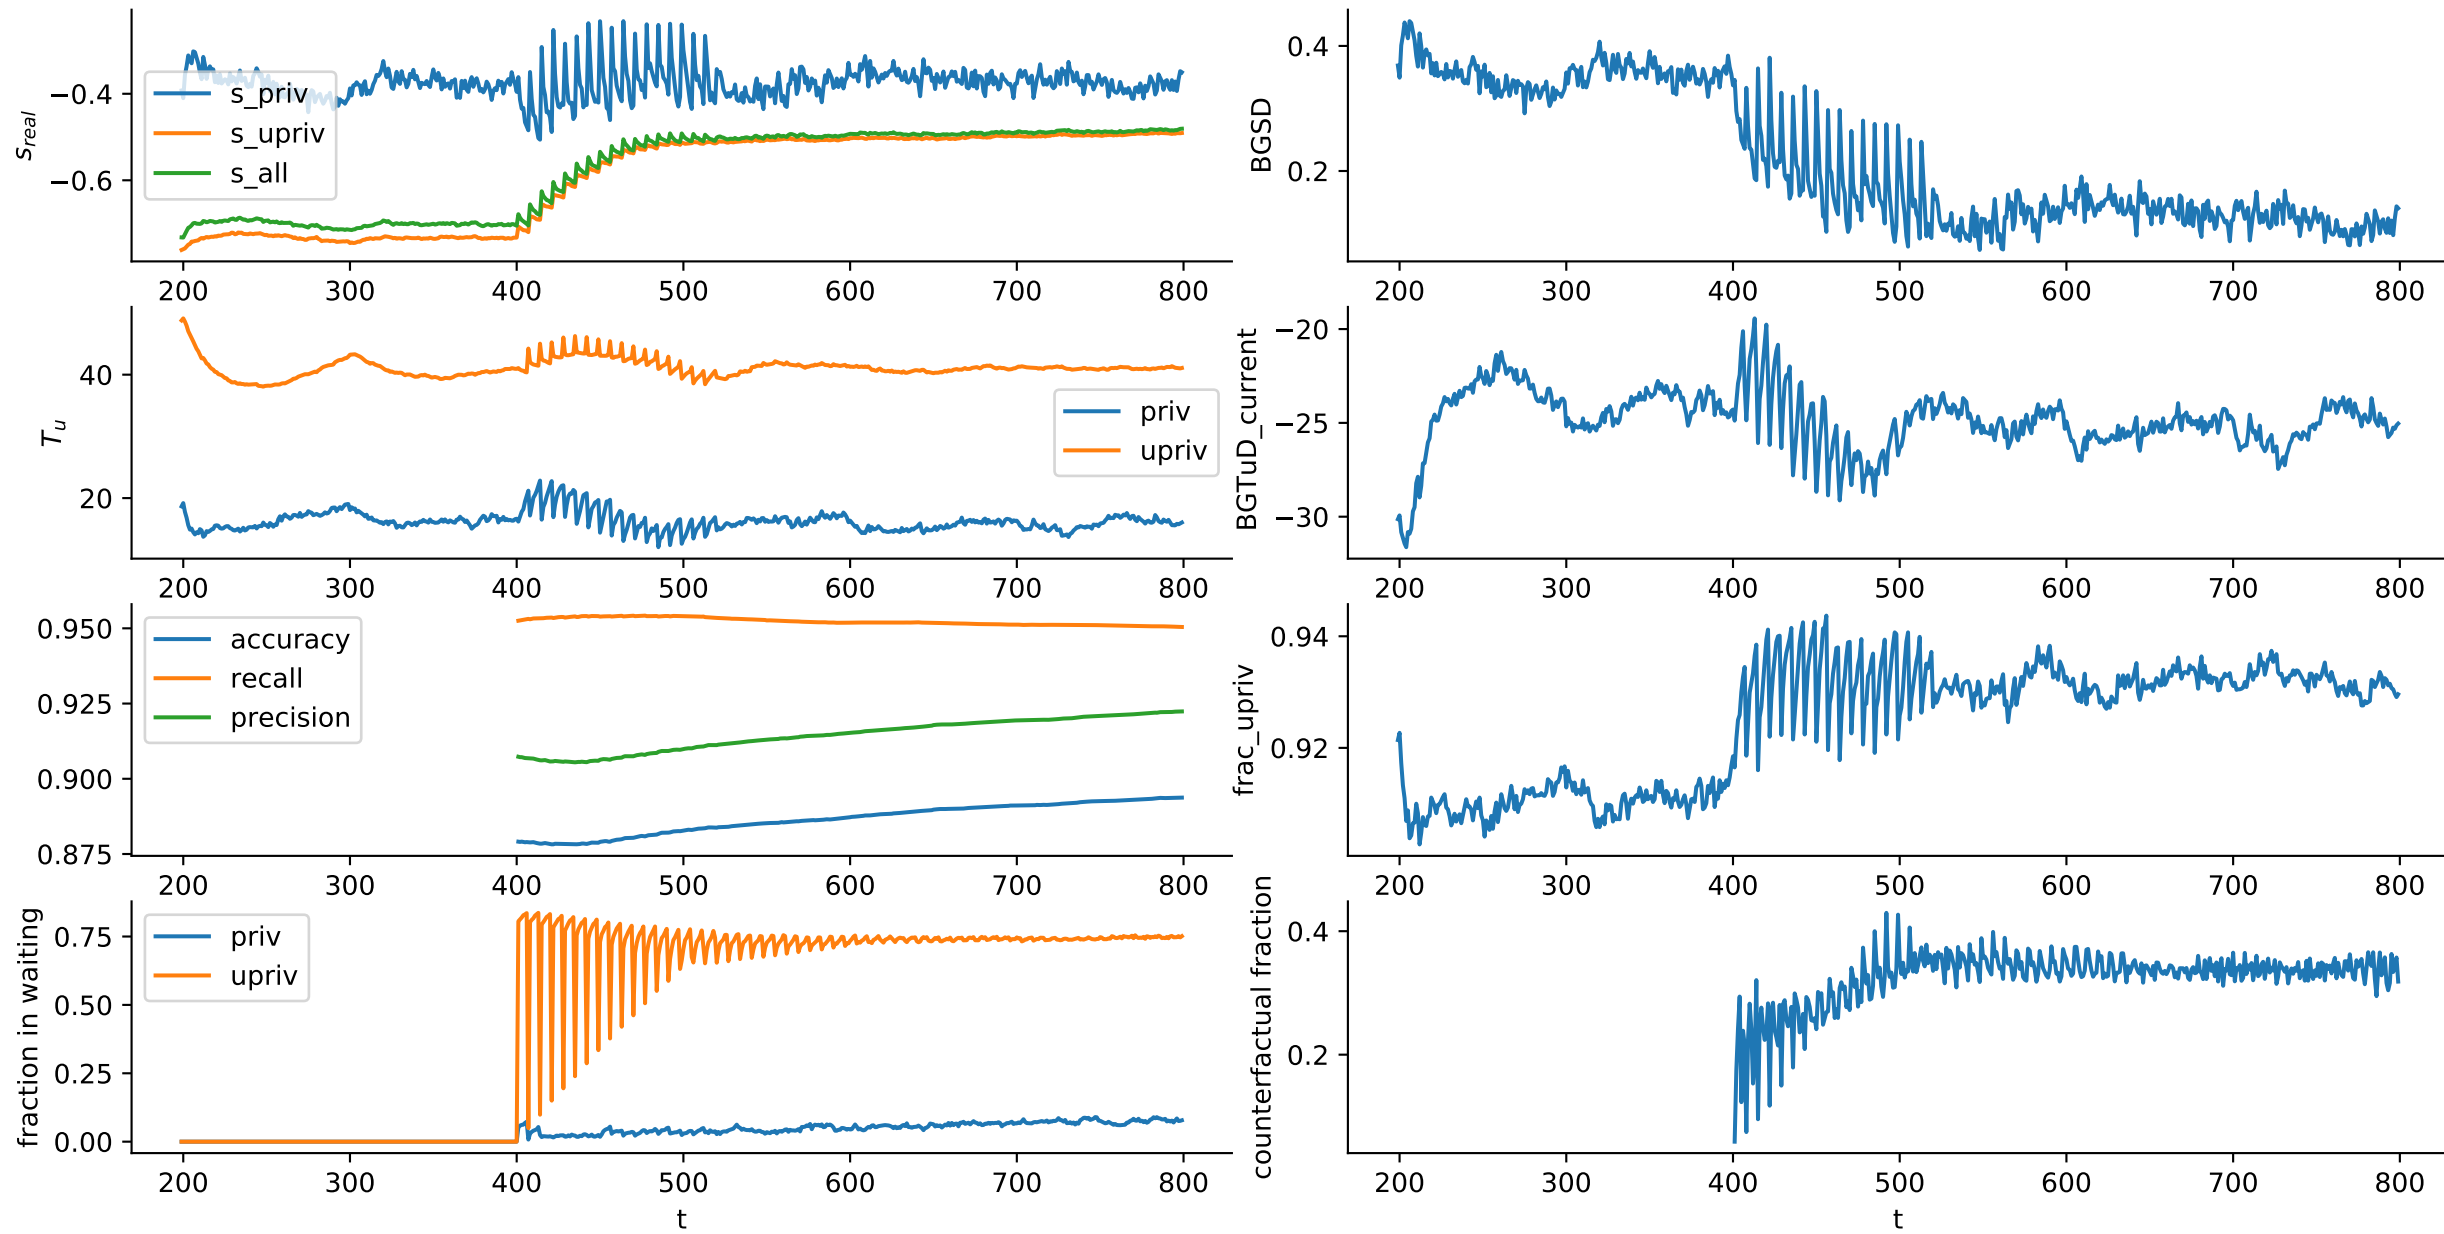 s_real
−0.4
−0.6
s_priv
s_upriv
s_all
200 300 400 500 600 700 800
BGSD
0.4
0.2
200 300 400 500 600 700 800
T_u
40
20
priv
upriv
200 300 400 500 600 700 800
BGTuD_current
−20
−25
−30
200 300 400 500 600 700 800
0.950
0.925
0.900
0.875
accuracy
recall
precision
200 300 400 500 600 700 800
frac_upriv
0.94
0.92
200 300 400 500 600 700 800
fraction in waiting
0.75
0.50
0.25
0.00
priv
upriv
200 300 400 500 600 700 800
t
counterfactual fraction
0.4
0.2
200 300 400 500 600 700 800
t